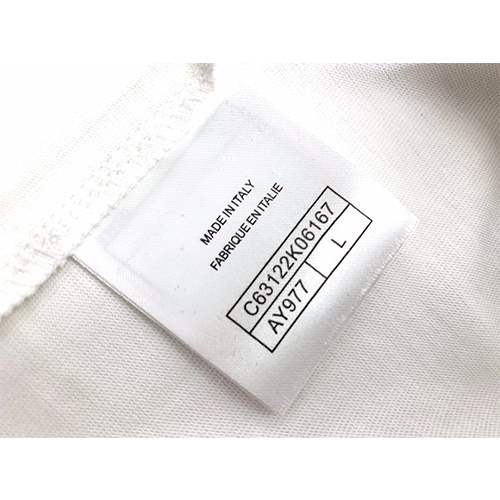 MADE IN ITALY
FABRIQUE EN ITALIE
C63122K06167
AY977 L